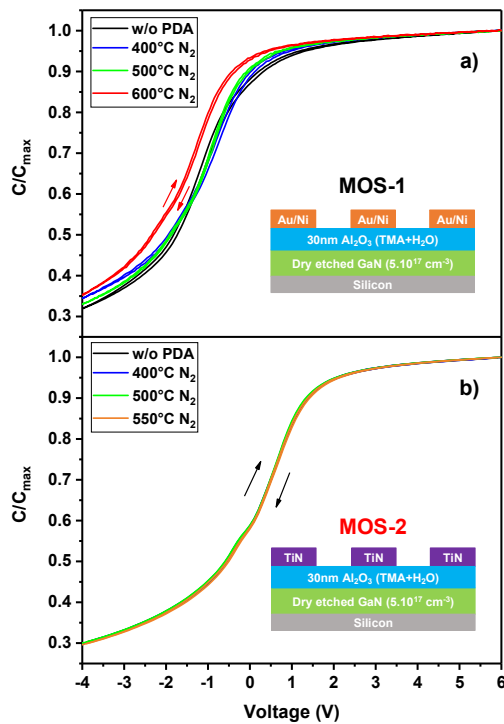 w/o PDA
400°C N₂
500°C N₂
600°C N₂
a)
1.0
0.9
0.8
0.7
0.6
0.5
0.4
0.3
C/Cmax
MOS-1
Au/Ni Au/Ni Au/Ni
30nm Al₂O₃ (TMA+H₂O)
Dry etched GaN (5.10¹⁷ cm⁻³)
Silicon
w/o PDA
400°C N₂
500°C N₂
550°C N₂
b)
1.0
0.9
0.8
0.7
0.6
0.5
0.4
0.3
C/Cmax
MOS-2
TiN TiN TiN
30nm Al₂O₃ (TMA+H₂O)
Dry etched GaN (5.10¹⁷ cm⁻³)
Silicon
-4 -3 -2 -1 0 1 2 3 4 5 6
Voltage (V)